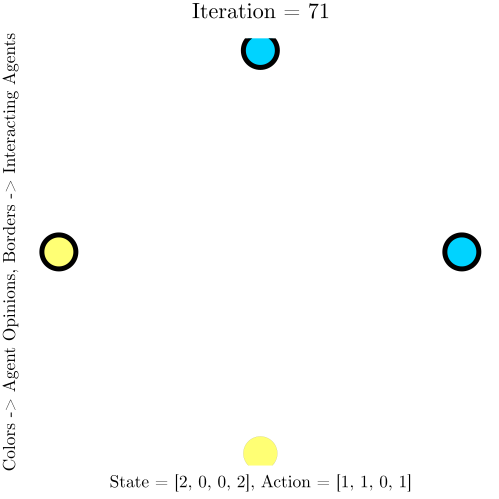 Iteration = 71
Colors -> Agent Opinions, Borders -> Interacting Agents
State = [2, 0, 0, 2], Action = [1, 1, 0, 1]